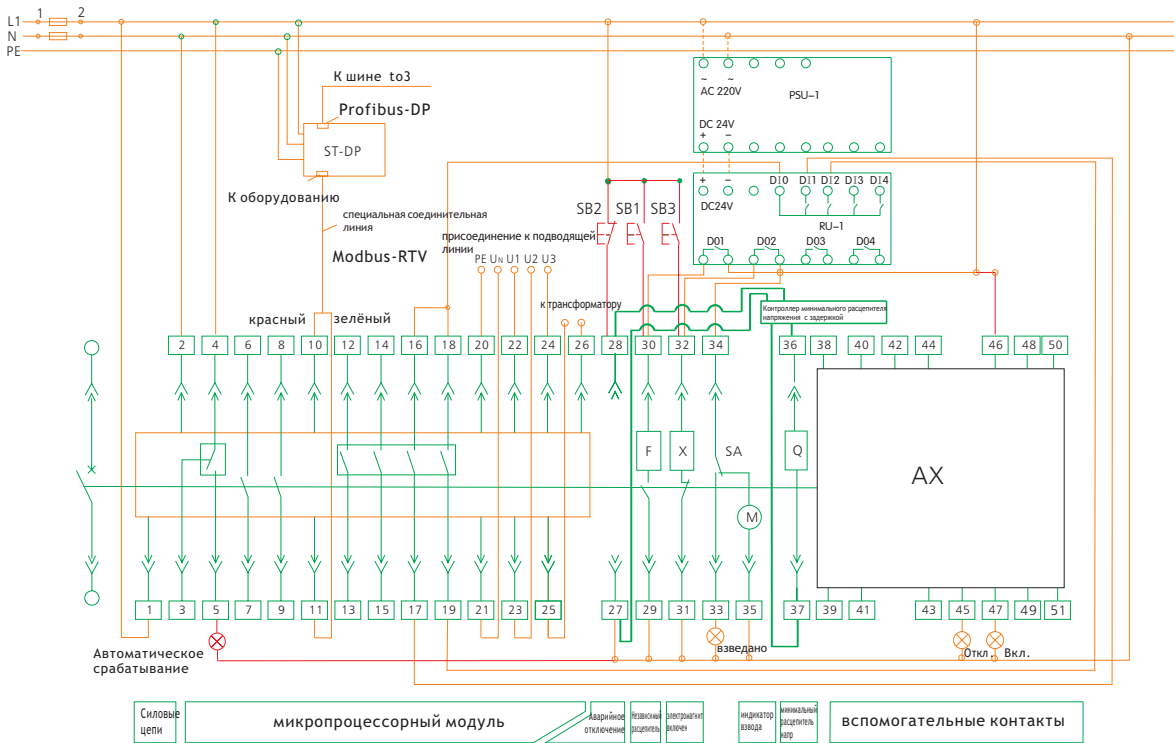 L1 1 2
N
PE
К шине to3
Profibus-DP
ST-DP
К оборудованию
специальная соединительная
линия
Modbus-RTV
красный зелёный
~ ~
AC 220V
PSU-1
DC 24V
+ -
+ -
DC24V
DI0 DI1 DI2 DI3 DI4
RU-1
D01 D02 D03 D04
SB2 SB1 SB3
присоединение к подводящей
линии
PE UN U1 U2 U3
к трансформатору
Контроллер минимального расцепителя
напряжения с задержкой
2 4 6 8 10 12 14 16 18 20 22 24 26 28 30 32 34 36 38 40 42 44 46 48 50
F X SA Q
M
AX
1 3 5 7 9 11 13 15 17 19 21 23 25 27 29 31 33 35 37 39 41 43 45 47 49 51
Автоматическое
срабатывание
взведано
Откл. Вкл.
Силовые
цепи
микропроцессорный модуль
Аварийное
отключение
Независимый
расцепитель
электромагнит
включен
индикатор
взвода
минимальный
расцепитель
напр
вспомогательные контакты